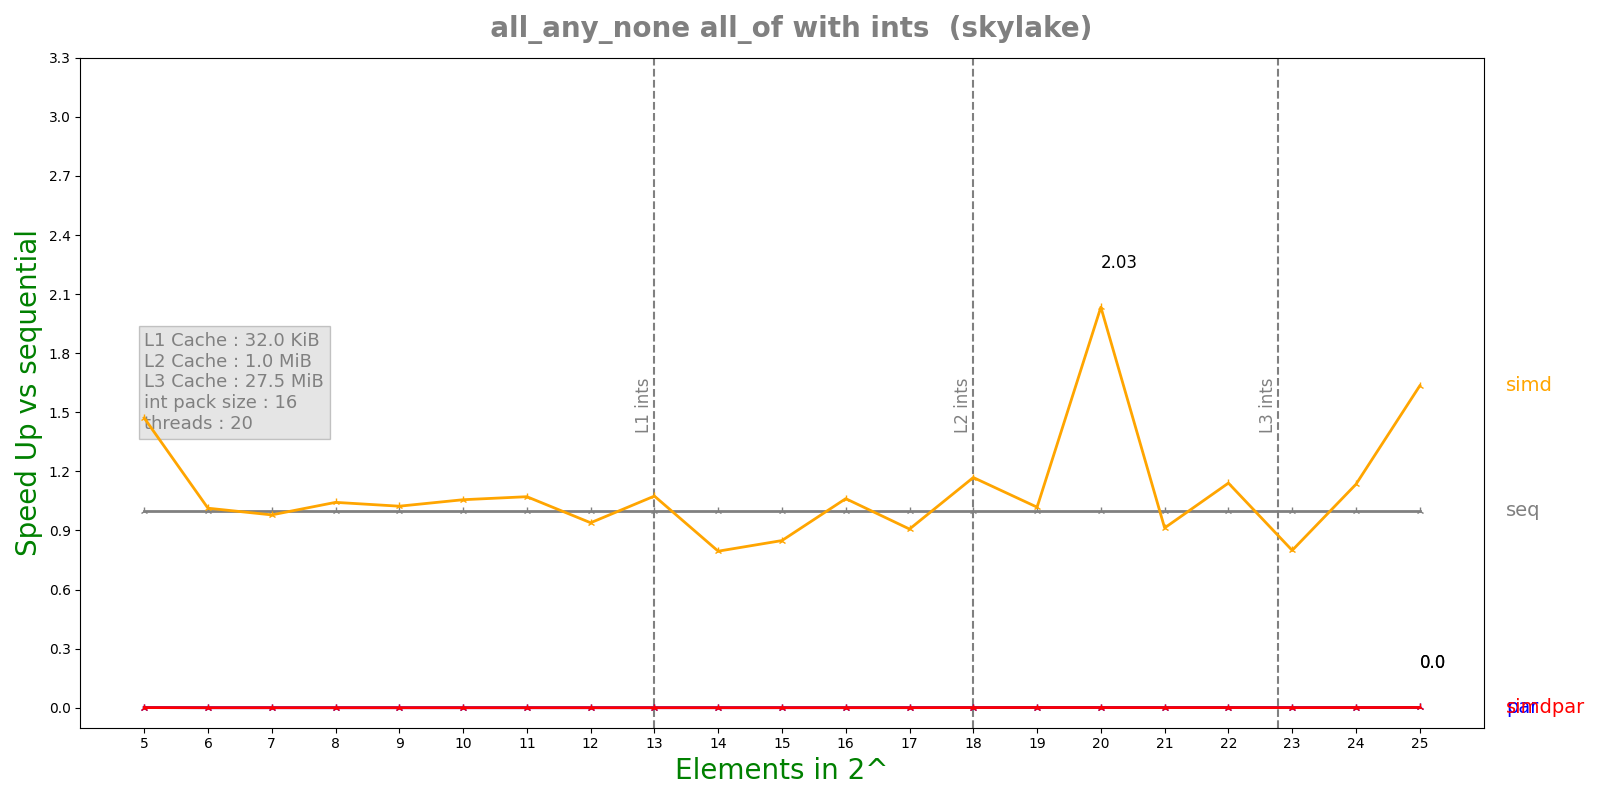 all_any_none all_of with ints (skylake)
Speed Up vs sequential
3.3
3.0
2.7
2.4
2.1
1.8
1.5
1.2
0.9
0.6
0.3
0.0
L1 Cache : 32.0 KiB
L2 Cache : 1.0 MiB
L3 Cache : 27.5 MiB
int pack size : 16
threads : 20
L1 ints
L2 ints
L3 ints
2.03
0.0
simd
seq
par
simdpar
5 6 7 8 9 10 11 12 13 14 15 16 17 18 19 20 21 22 23 24 25
Elements in 2^